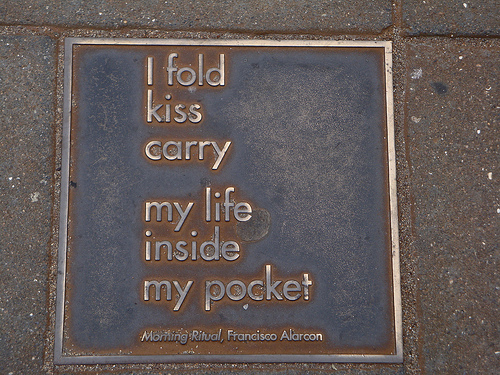 I fold
kiss
carry
my life
inside
my pocket
Morning Ritual, Francisco Alarcon